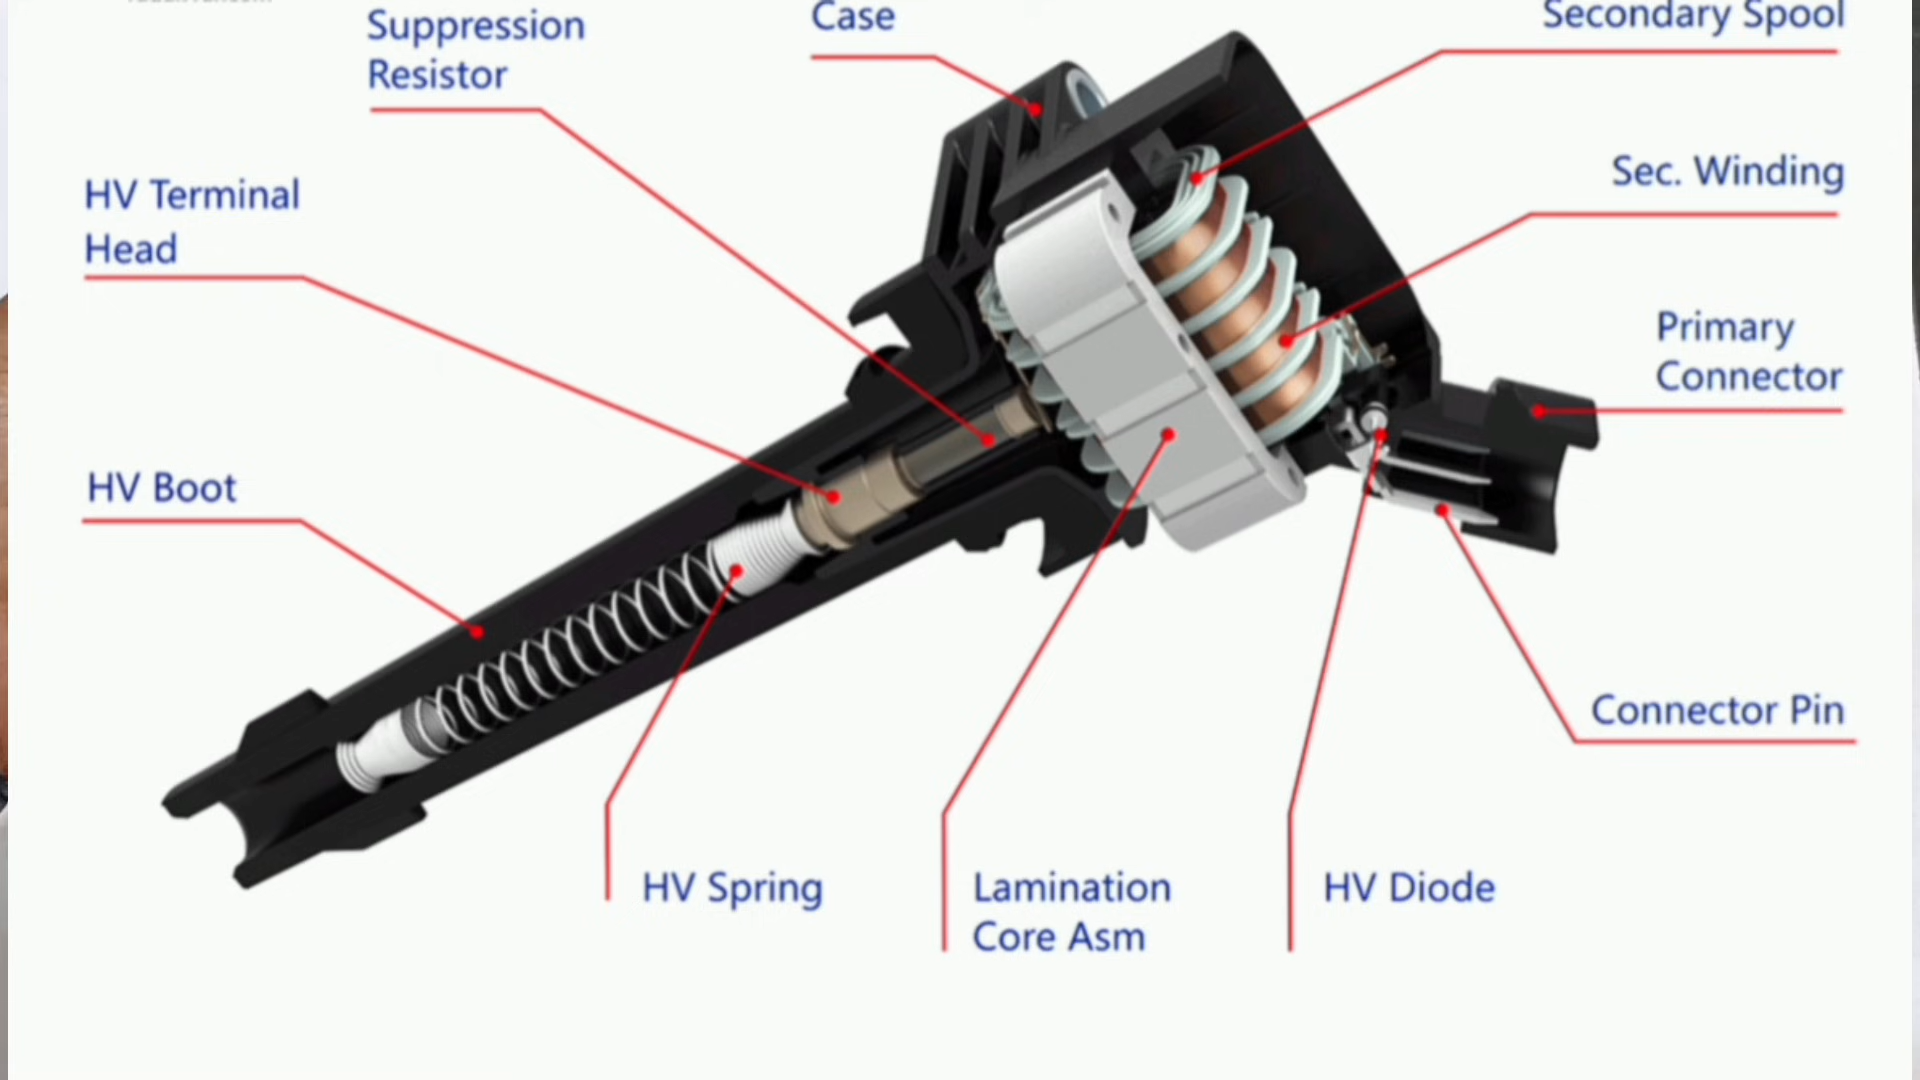 Suppression
Resistor
Case
Secondary Spool
HV Terminal
Head
Sec. Winding
Primary
Connector
HV Boot
Connector Pin
HV Spring
Lamination
Core Asm
HV Diode